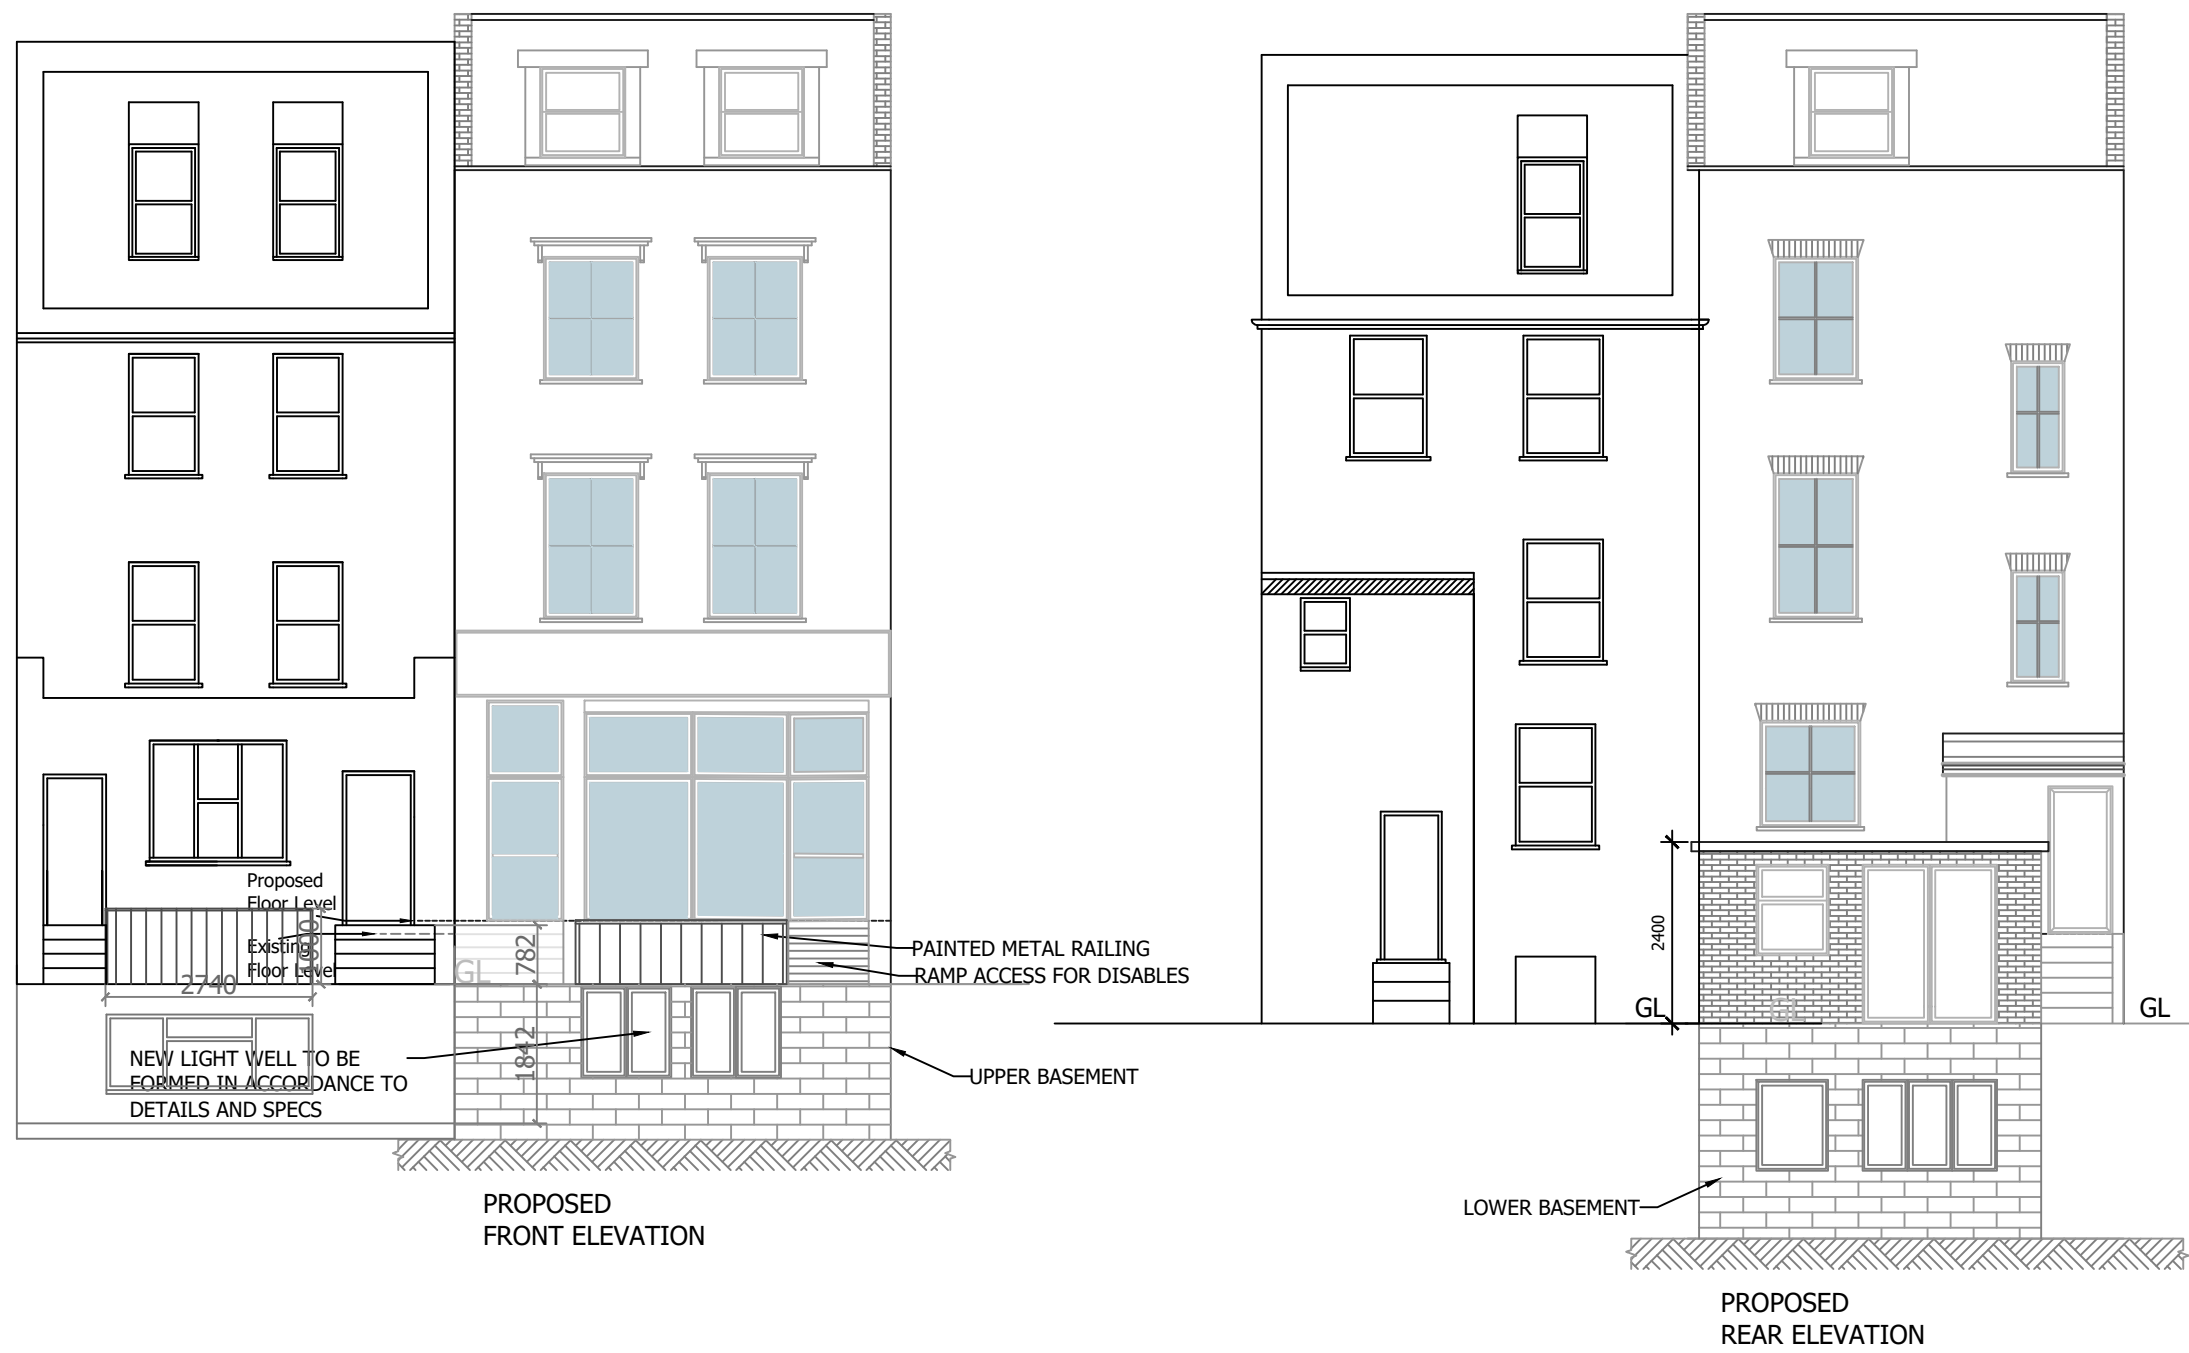 Proposed
Floor Level
Existing
Floor Level
1000
2740
782
1842
GL
PAINTED METAL RAILING
RAMP ACCESS FOR DISABLES
NEW LIGHT WELL TO BE
FORMED IN ACCORDANCE TO
DETAILS AND SPECS
UPPER BASEMENT
PROPOSED
FRONT ELEVATION
2400
GL
GL
GL
LOWER BASEMENT
PROPOSED
REAR ELEVATION